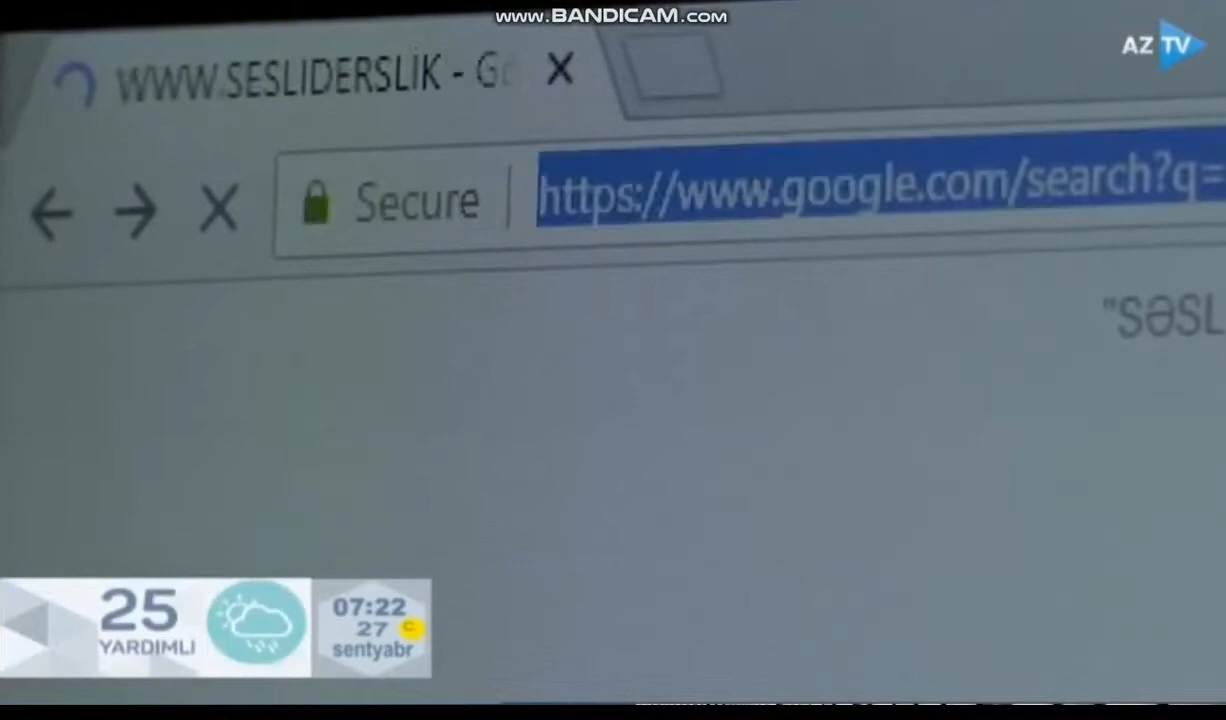 WWW.BANDICAM.COM
AZ TV
WWW.SESLIDERSLIK - Go
Secure
https://www.google.com/search?q=
"SƏSL
25
YARDIMLI
07:22
27
C
sentyabr